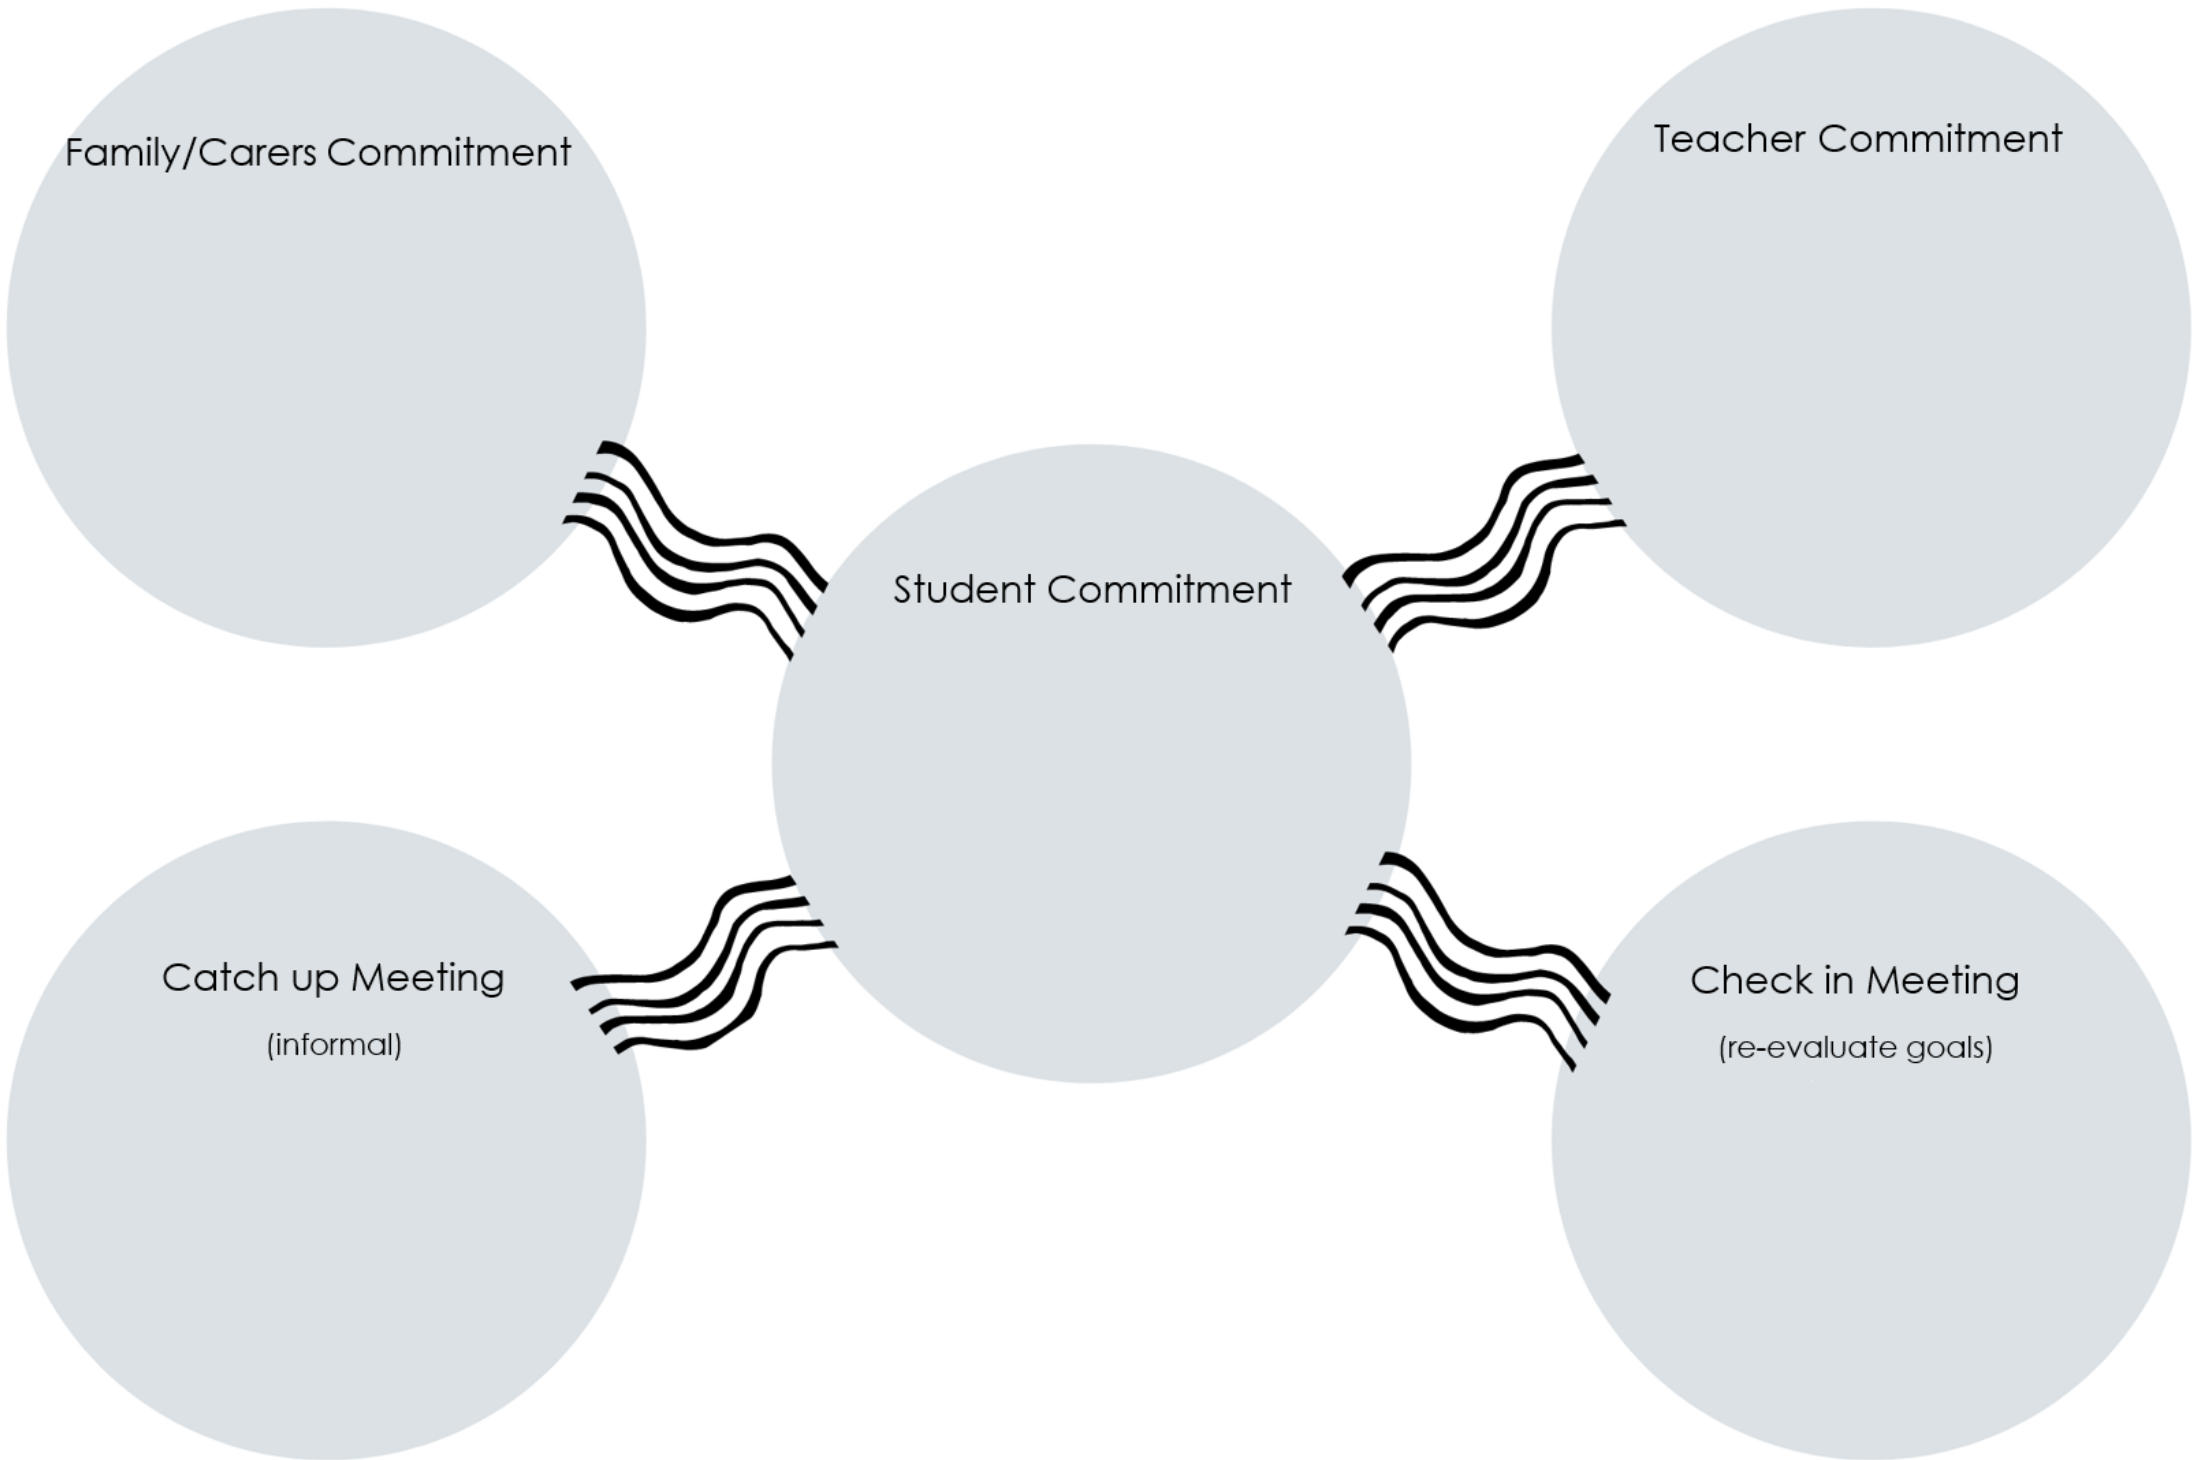 Family/Carers Commitment
Teacher Commitment
Student Commitment
Catch up Meeting
(informal)
Check in Meeting
(re-evaluate goals)